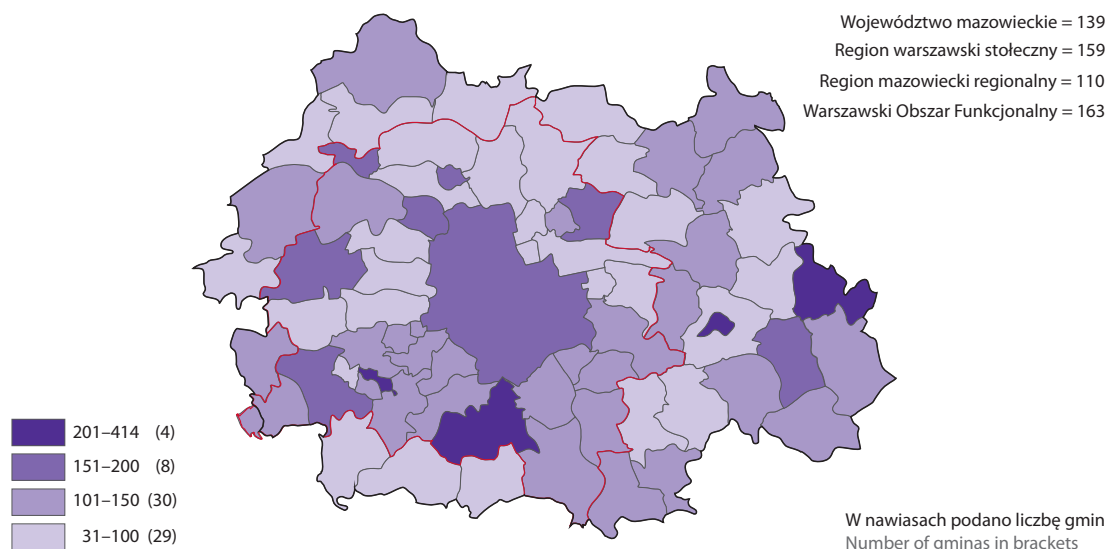 Województwo mazowieckie = 139
Region warszawski stołeczny = 159
Region mazowiecki regionalny = 110
Warszawski Obszar Funkcjonalny = 163
201–414 (4)
151–200 (8)
101–150 (30)
31–100 (29)
W nawiasach podano liczbę gmin
Number of gminas in brackets